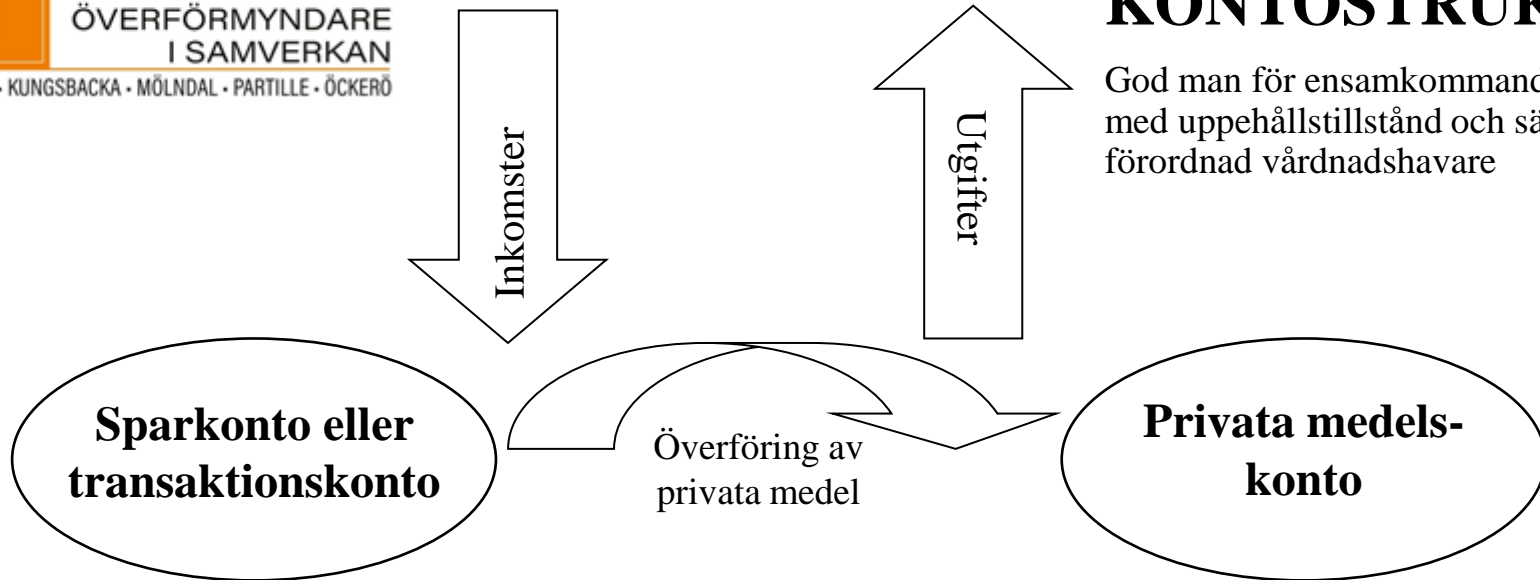 ÖVERFÖRMYNDARE
I SAMVERKAN
KUNGSBACKA • MÖLNDAL • PARTILLE • ÖCKERÖ
KONTOSTRUK
God man för ensamkommand
med uppehållstillstånd och sä
förordnad vårdnadshavare
Inkomster
Utgifter
Sparkonto eller
transaktionskonto
Överföring av
privata medel
Privata medels-
konto